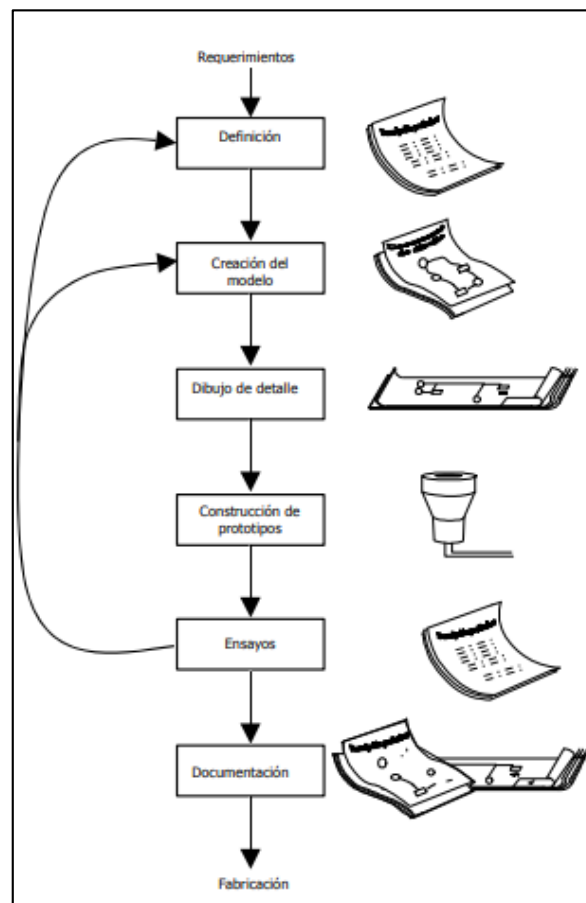 Requerimientos
Definición
Creación del
modelo
Dibujo de detalle
Construcción de
prototipos
Ensayos
Documentación
Fabricación